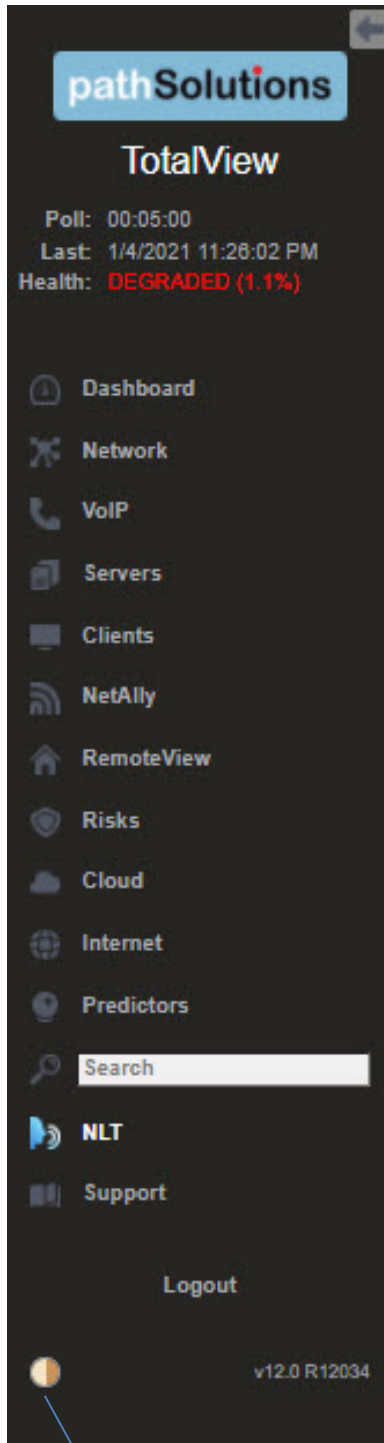 pathSolutions
TotalView
Poll: 00:05:00
Last: 1/4/2021 11:26:02 PM
Health: DEGRADED (1.1%)
Dashboard
Network
VoIP
Servers
Clients
NetAlly
RemoteView
Risks
Cloud
Internet
Predictors
Search
NLT
Support
Logout
v12.0 R12034